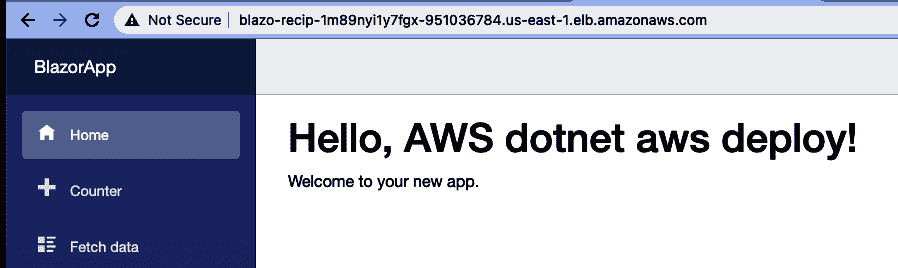 Not Secure | blazo-recip-1m89nyi1y7fgx-951036784.us-east-1.elb.amazonaws.com
BlazorApp
Home
Hello, AWS dotnet aws deploy!
Welcome to your new app.
Counter
Fetch data